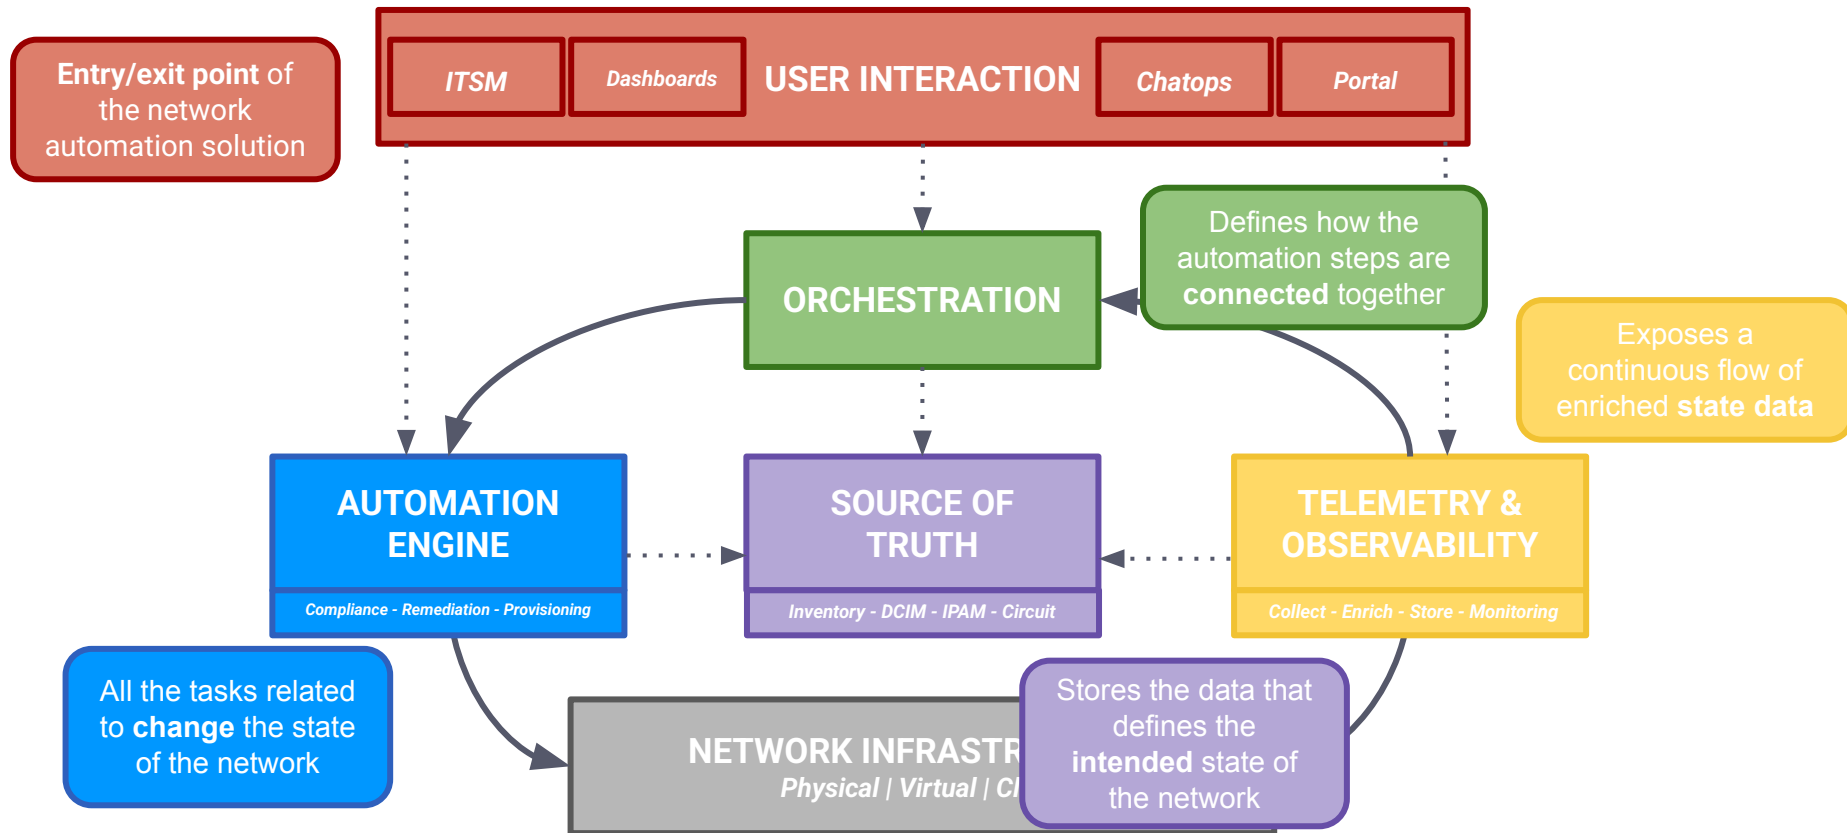 Entry/exit point of
the network
automation solution
ITSM
Dashboards
USER INTERACTION
Chatops
Portal
ORCHESTRATION
Defines how the
automation steps are
connected together
Exposes a
continuous flow of
enriched state data
AUTOMATION
ENGINE
Compliance - Remediation - Provisioning
SOURCE OF
TRUTH
Inventory - DCIM - IPAM - Circuit
TELEMETRY &
OBSERVABILITY
Collect - Enrich - Store - Monitoring
All the tasks related
to change the state
of the network
NETWORK
Physical | Virtual |
Stores the data that
defines the
intended state of
the network